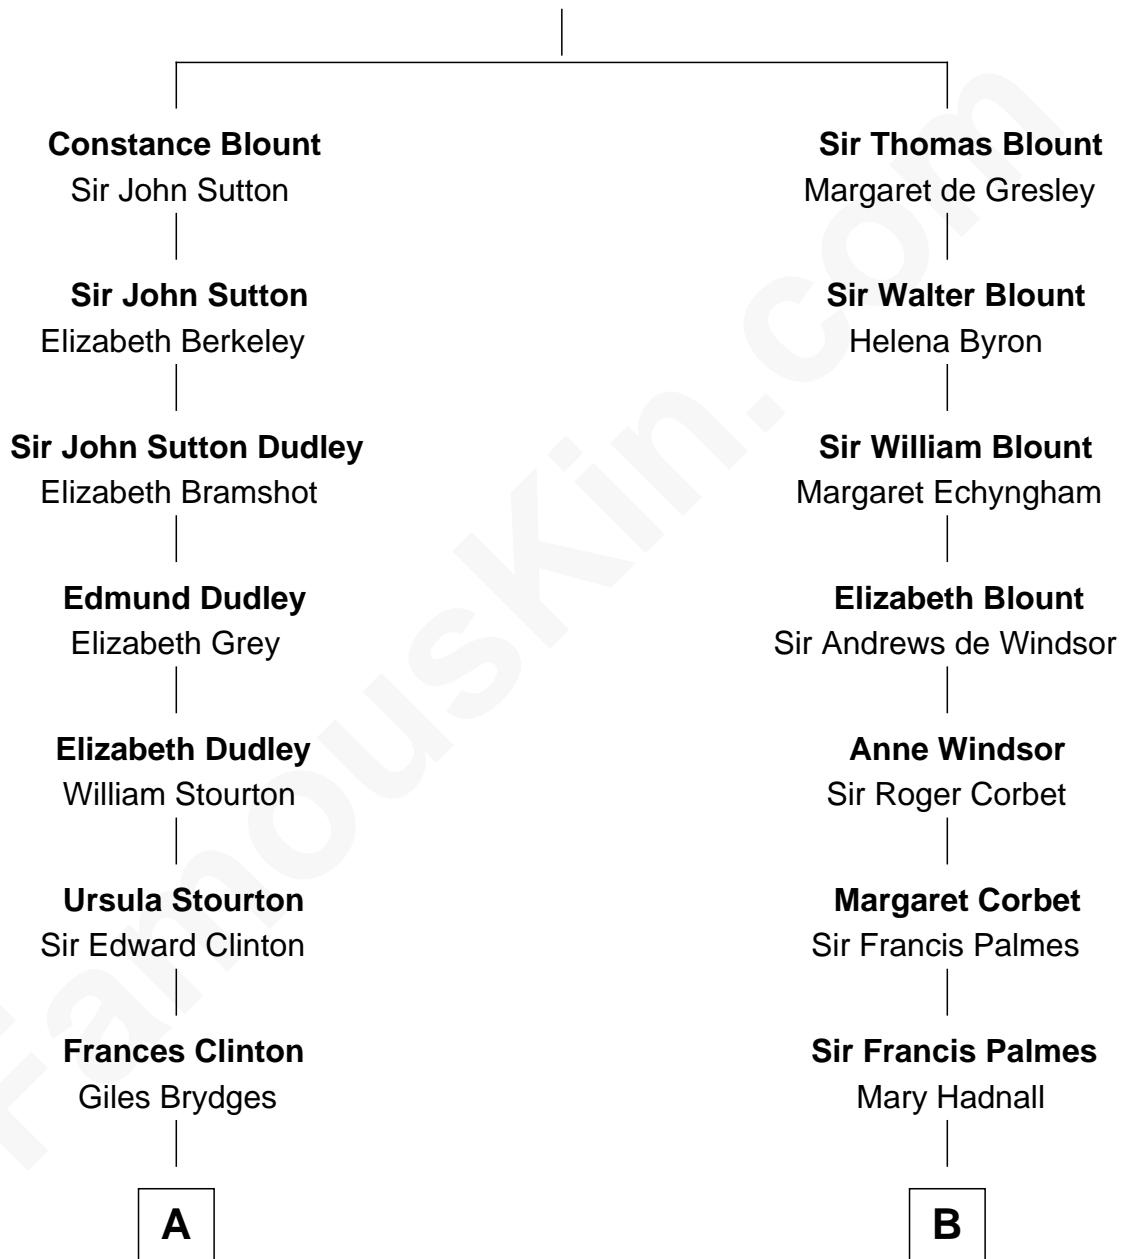 Constance Blount
Sir John Sutton
Sir John Sutton
Elizabeth Berkeley
Sir John Sutton Dudley
Elizabeth Bramshot
Edmund Dudley
Elizabeth Grey
Elizabeth Dudley
William Stourton
Ursula Stourton
Sir Edward Clinton
Frances Clinton
Giles Brydges
A
Sir Thomas Blount
Margaret de Gresley
Sir Walter Blount
Helena Byron
Sir William Blount
Margaret Echyngham
Elizabeth Blount
Sir Andrews de Windsor
Anne Windsor
Sir Roger Corbet
Margaret Corbet
Sir Francis Palmes
Sir Francis Palmes
Mary Hadnall
B
FamousKin.com